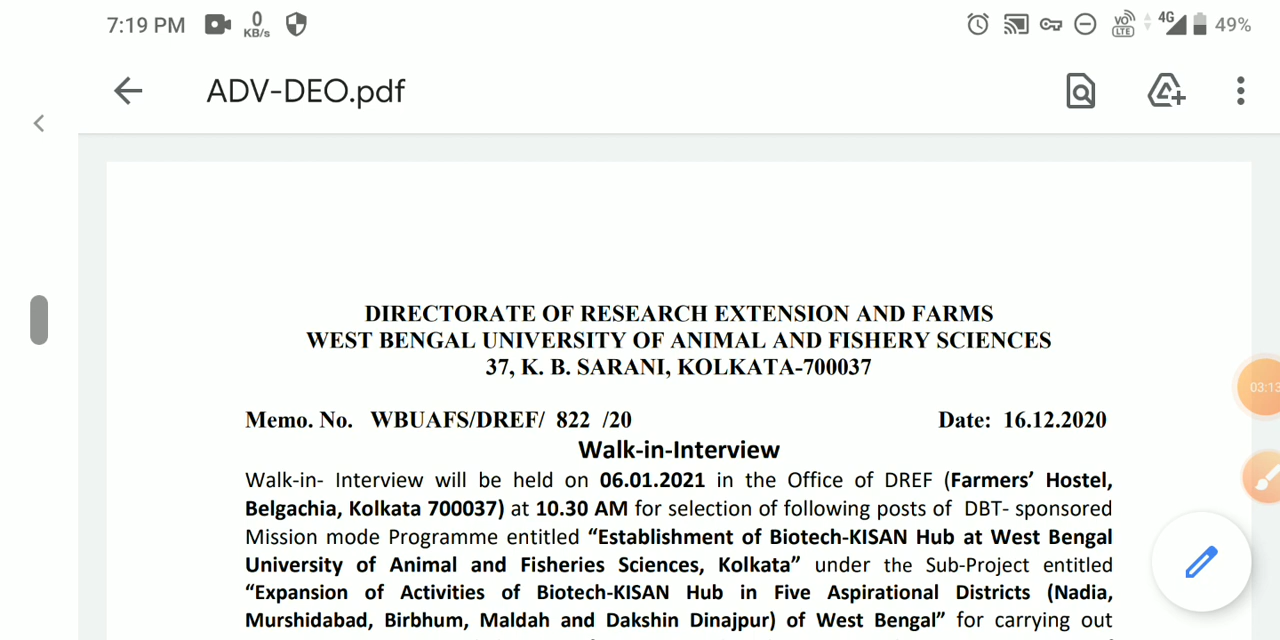 7:19 PM 0 KB/s VO LTE 4G 49%
ADV-DEO.pdf
DIRECTORATE OF RESEARCH EXTENSION AND FARMS
WEST BENGAL UNIVERSITY OF ANIMAL AND FISHERY SCIENCES
37, K. B. SARANI, KOLKATA-700037
Memo. No. WBUAFS/DREF/ 822 /20 Date: 16.12.2020
Walk-in-Interview
Walk-in- Interview will be held on 06.01.2021 in the Office of DREF (Farmers’ Hostel,
Belgachia, Kolkata 700037) at 10.30 AM for selection of following posts of DBT- sponsored
Mission mode Programme entitled “Establishment of Biotech-KISAN Hub at West Bengal
University of Animal and Fisheries Sciences, Kolkata” under the Sub-Project entitled
“Expansion of Activities of Biotech-KISAN Hub in Five Aspirational Districts (Nadia,
Murshidabad, Birbhum, Maldah and Dakshin Dinajpur) of West Bengal” for carrying out
03:13